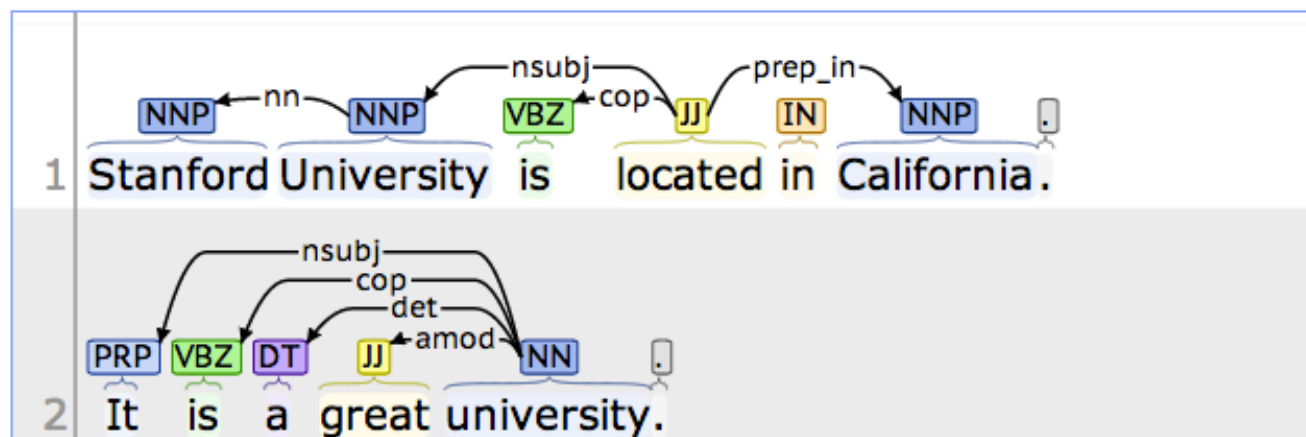 nsubj prep_in
nn cop
NNP NNP VBZ JJ IN NNP .
1 Stanford University is located in California.
nsubj
cop
det
amod
PRP VBZ DT JJ NN .
2 It is a great university.